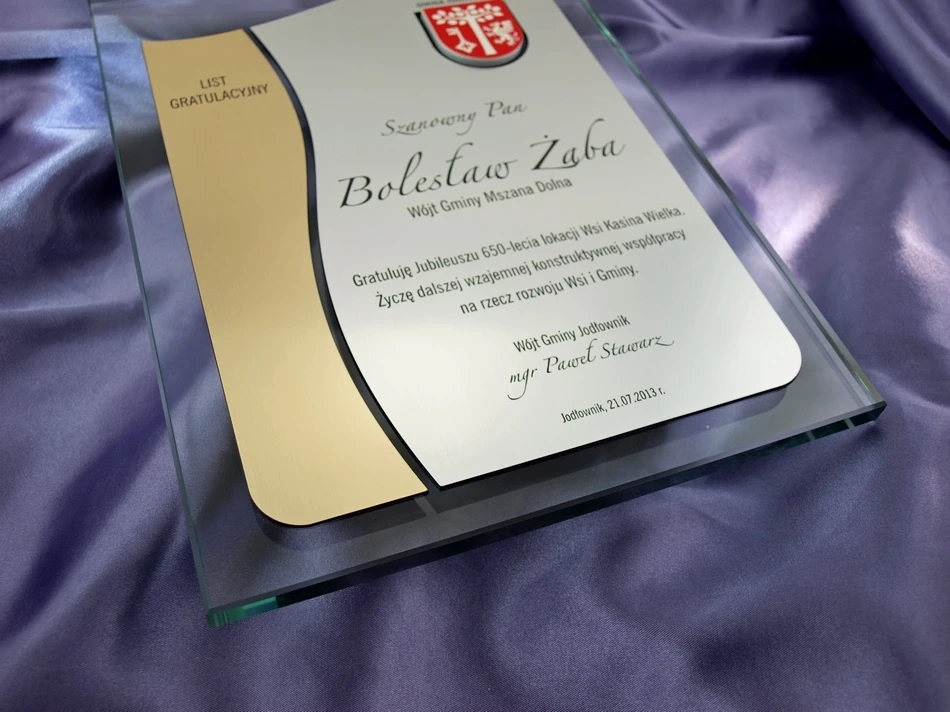 LIST
GRATULACYJNY
Szanowny Pan
Bolesław Żaba
Wójt Gminy Mszana Dolna
Gratuluję Jubileuszu 650-lecia lokacji Wsi Kasina Wielka.
Życzę dalszej wzajemnej konstruktywnej współpracy
na rzecz rozwoju Wsi i Gminy.
Wójt Gminy Jodłownik
mgr Paweł Stawarz
Jodłownik, 21.07.2013 r.